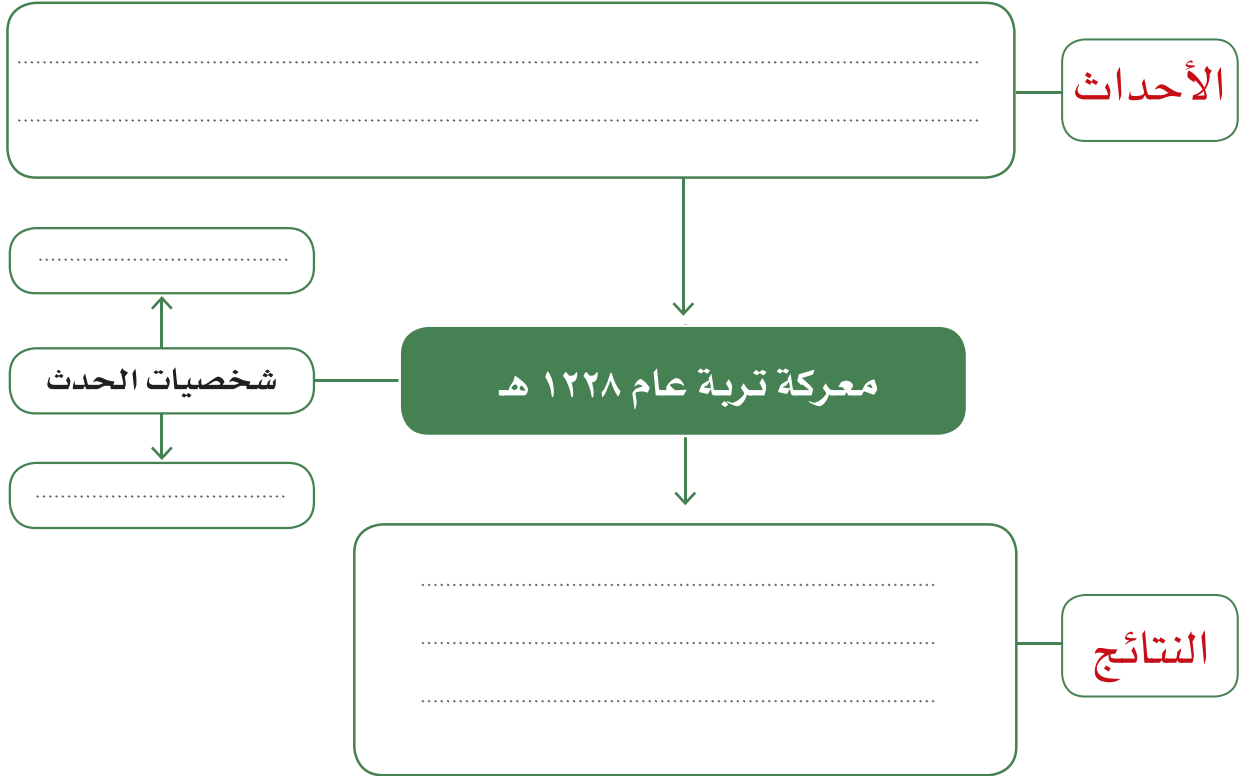 الأحداث
معركة تربة عام ١٢٢٨ هـ
شخصيات الحدث
النتائج